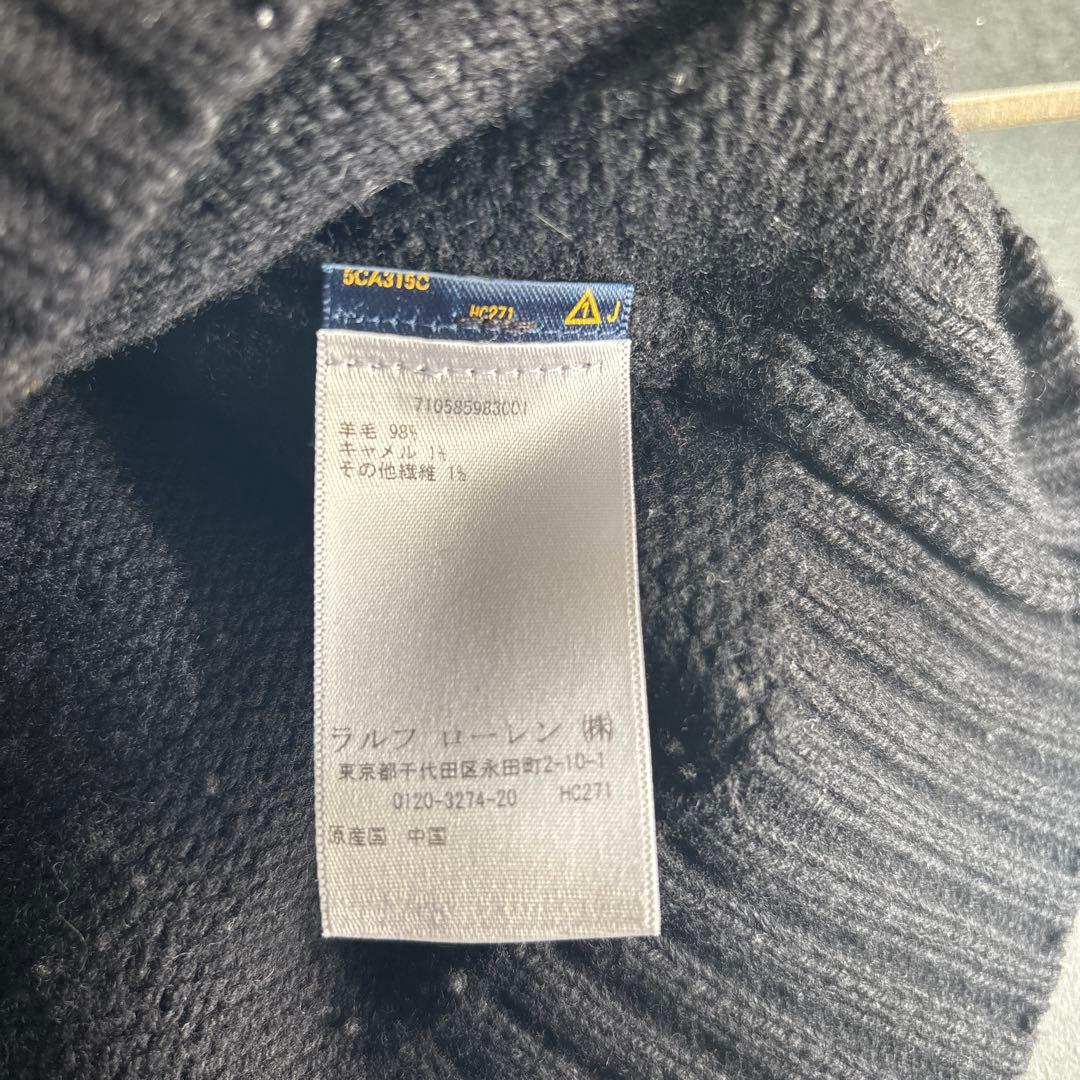 5CA315C
HC271
1 J
710585983001
羊毛 98%
キャメル 1%
その他繊維 1%
ラルフ ローレン ㈱
東京都千代田区永田町2-10-1
0120-3274-20 HC271
原産国 中国